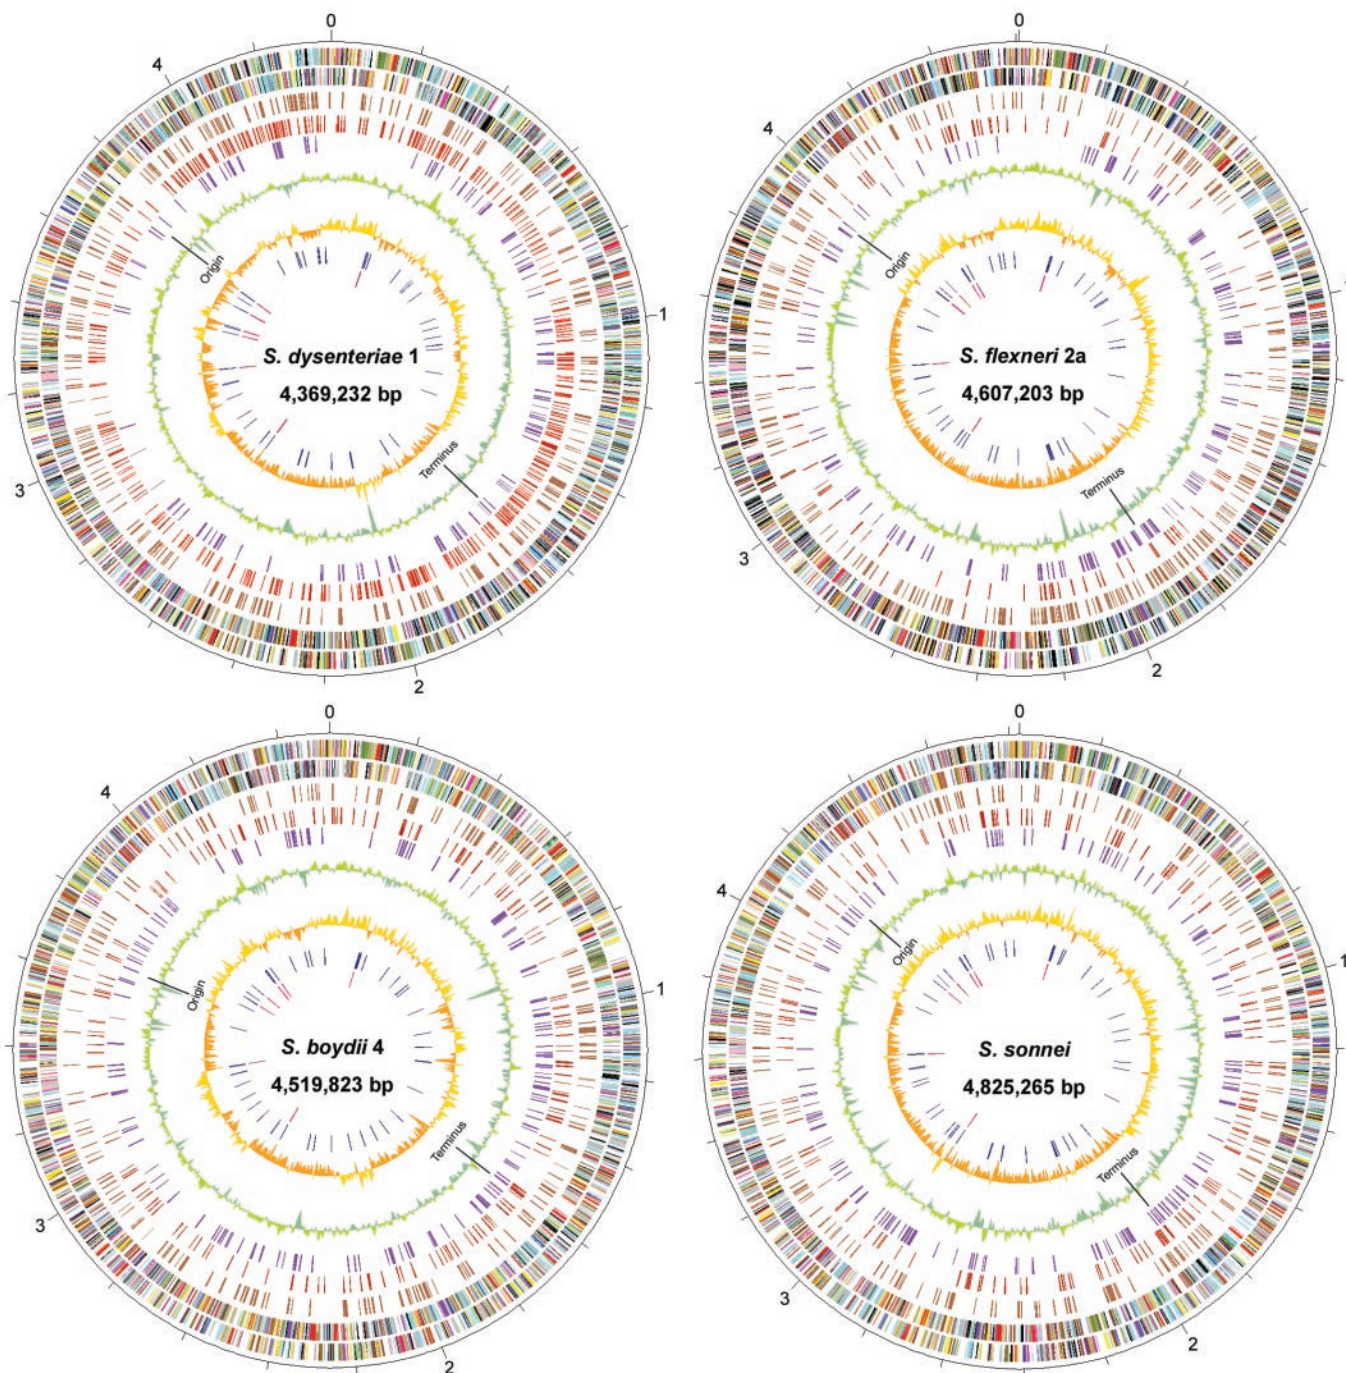 0
4
1
Origin
S. dysenteriae 1
4,369,232 bp
Terminus
3
2
0
4
1
Origin
S. flexneri 2a
4,607,203 bp
Terminus
3
2
0
4
1
Origin
S. boydii 4
4,519,823 bp
Terminus
3
2
0
4
1
Origin
S. sonnei
4,825,265 bp
Terminus
3
2